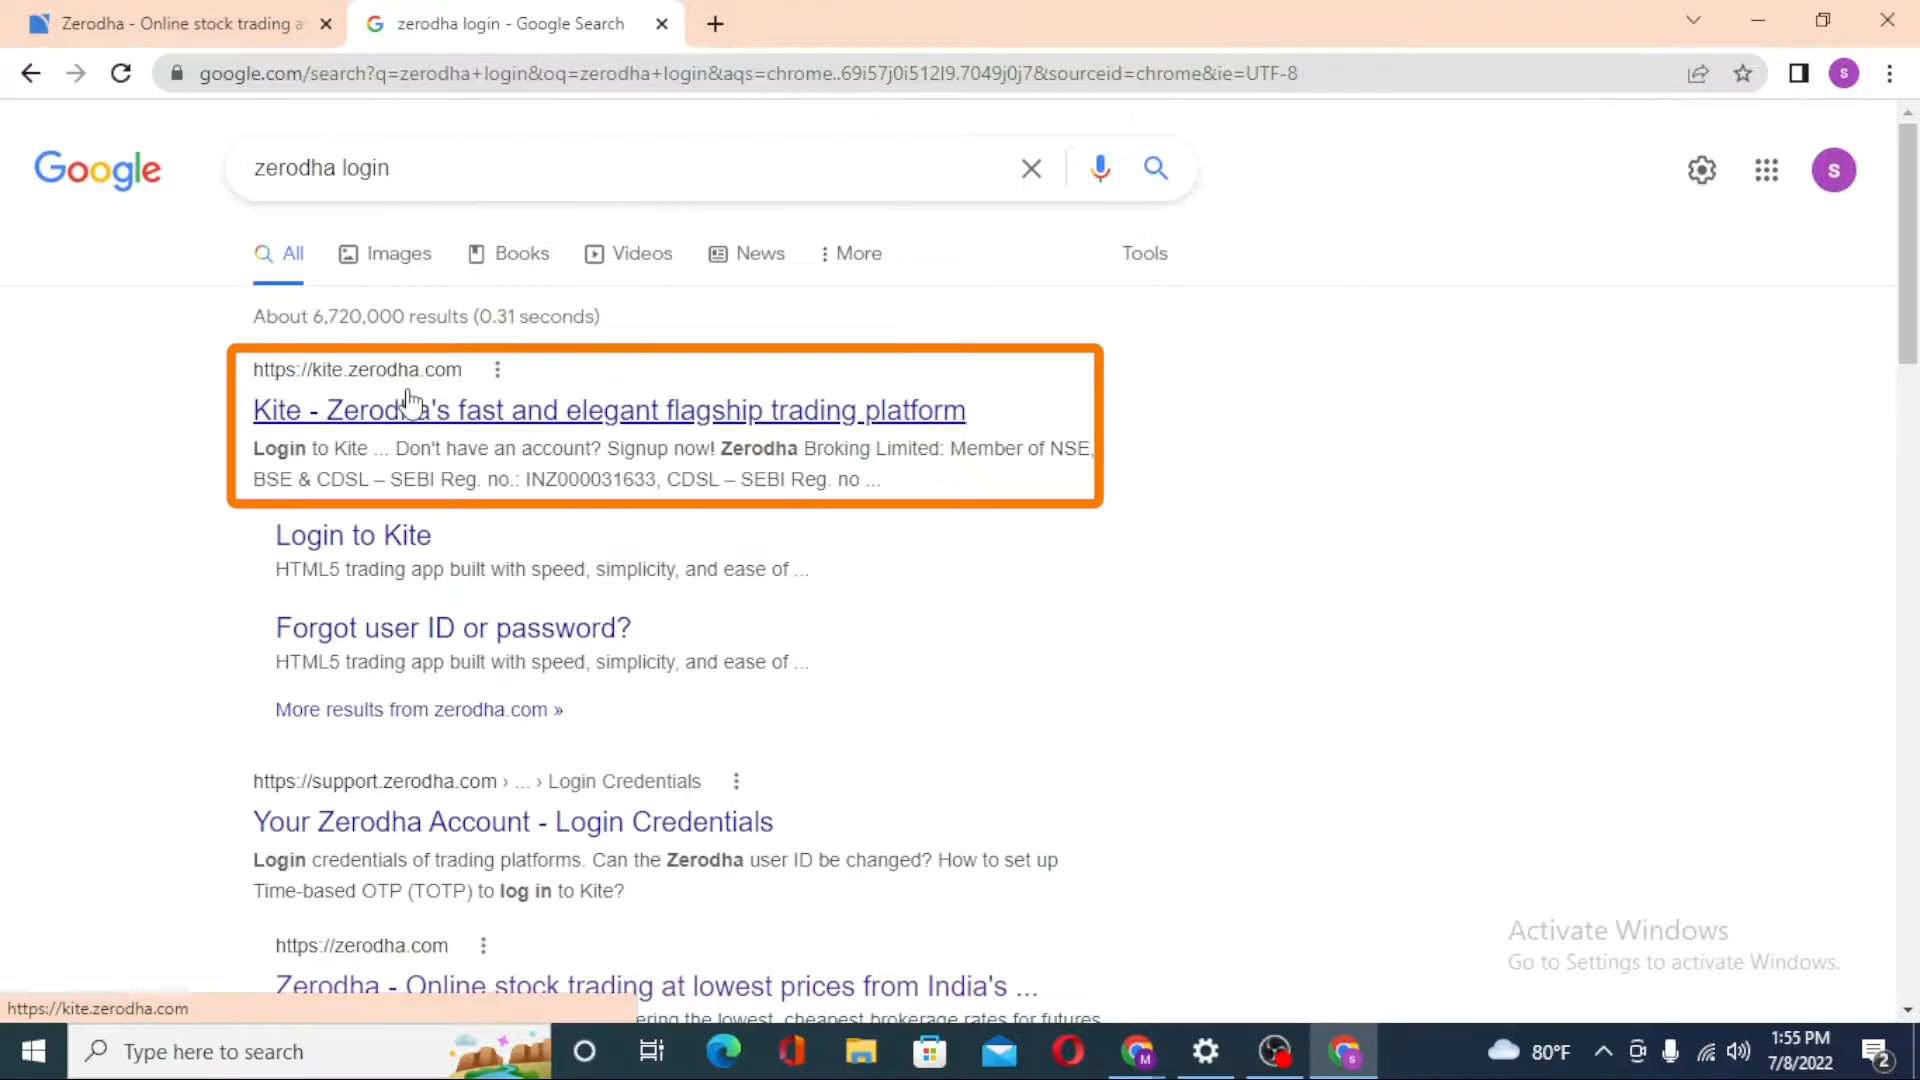 Zerodha - Online stock trading a
zerodha login - Google Search
google.com/search?q=zerodha+login&oq=zerodha+login&aqs=chrome..69i57j0i512l9.7049j0j7&sourceid=chrome&ie=UTF-8
S
Google
zerodha login
S
All
Images
Books
Videos
News
More
Tools
About 6,720,000 results (0.31 seconds)
https://kite.zerodha.com
Kite - Zerodha's fast and elegant flagship trading platform
Login to Kite ... Don't have an account? Signup now! Zerodha Broking Limited: Member of NSE,
BSE & CDSL – SEBI Reg. no.: INZ000031633, CDSL – SEBI Reg. no ...
Login to Kite
HTML5 trading app built with speed, simplicity, and ease of ...
Forgot user ID or password?
HTML5 trading app built with speed, simplicity, and ease of ...
More results from zerodha.com »
https://support.zerodha.com › ... › Login Credentials
Your Zerodha Account - Login Credentials
Login credentials of trading platforms. Can the Zerodha user ID be changed? How to set up
Time-based OTP (TOTP) to log in to Kite?
https://zerodha.com
Zerodha - Online stock trading at lowest prices from India's ...
ering the lowest, cheapest brokerage rates for futures
Activate Windows
Go to Settings to activate Windows.
https://kite.zerodha.com
Type here to search
M
S
80°F
1:55 PM
7/8/2022
2